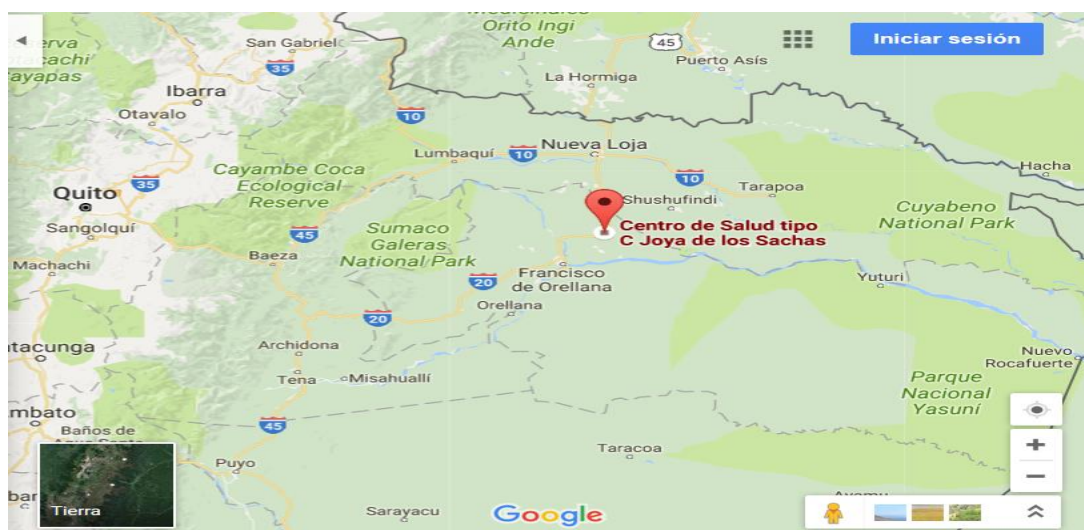 Orito Ingi
Ande
San Gabriel
45
Iniciar sesión
Puerto Asís
35
La Hormiga
Ibarra
Otavalo
10
Lumbaquí
10
Nueva Loja
Cayambe Coca
Ecological
Reserve
10
Hacha
Tarapoa
Quito
35
Shushufindi
Cuyabeno
National Park
Sangolquí
Sumaco
Galeras
National Park
Centro de Salud tipo
C Joya de los Sachas
45
Baeza
Machachi
Francisco
de Orellana
20
Yuturi
Orellana
20
Archidona
Nuevo
Rocafuerte
Tena
Misahuallí
Parque
Nacional
Yasuní
45
Baños de
Taracoa
Puyo
Tierra
Sarayacu
Google